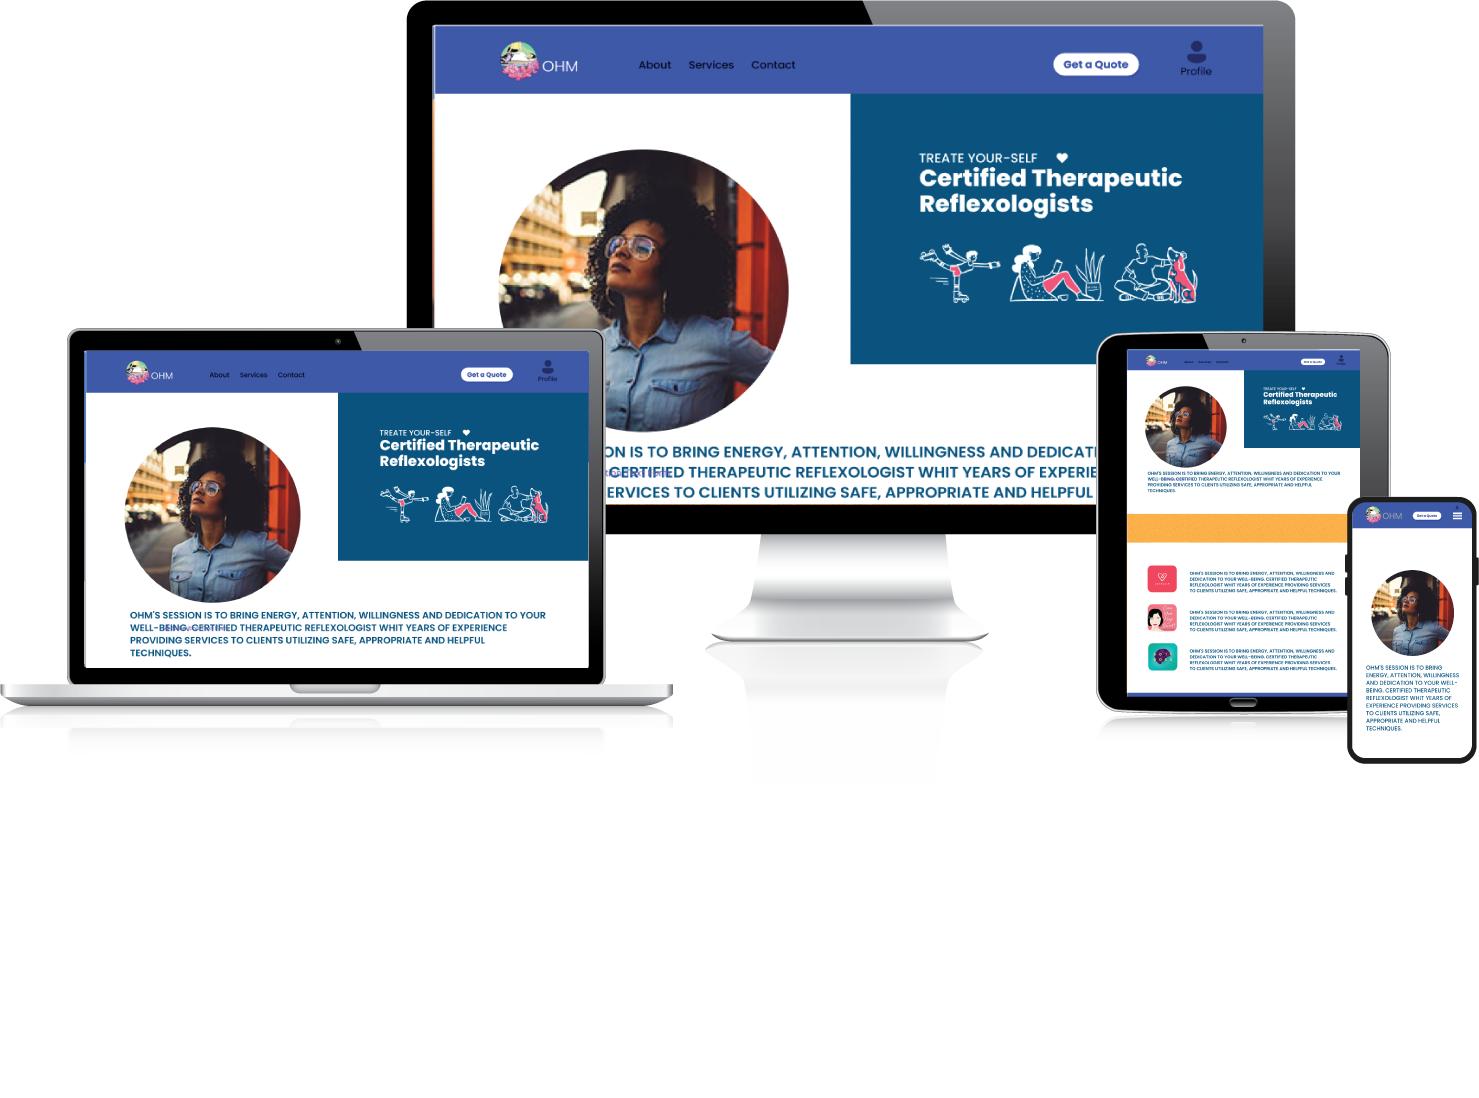 OHM
About Services Contact
Get a Quote
Profile
TREATE YOUR-SELF
Certified Therapeutic
Reflexologists
ON IS TO BRING ENERGY, ATTENTION, WILLINGNESS AND DEDICATI
CERTIFIED THERAPEUTIC REFLEXOLOGIST WHIT YEARS OF EXPERIE
ERVICES TO CLIENTS UTILIZING SAFE, APPROPRIATE AND HELPFUL
OHM
About Services Contact
Get a Quote
Profile
TREATE YOUR-SELF
Certified Therapeutic
Reflexologists
OHM'S SESSION IS TO BRING ENERGY, ATTENTION, WILLINGNESS AND DEDICATION TO YOUR
WELL-BEING. CERTIFIED THERAPEUTIC REFLEXOLOGIST WHIT YEARS OF EXPERIENCE
PROVIDING SERVICES TO CLIENTS UTILIZING SAFE, APPROPRIATE AND HELPFUL
TECHNIQUES.
OHM
Get a Quote
TREATE YOUR-SELF
Certified Therapeutic
Reflexologists
OHM'S SESSION IS TO BRING ENERGY, ATTENTION, WILLINGNESS AND DEDICATION TO YOUR
WELL-BEING. CERTIFIED THERAPEUTIC REFLEXOLOGIST WHIT YEARS OF EXPERIENCE
PROVIDING SERVICES TO CLIENTS UTILIZING SAFE, APPROPRIATE AND HELPFUL
TECHNIQUES.
OHM'S SESSION IS TO BRING ENERGY, ATTENTION, WILLINGNESS AND
DEDICATION TO YOUR WELL-BEING. CERTIFIED THERAPEUTIC
REFLEXOLOGIST WHIT YEARS OF EXPERIENCE PROVIDING SERVICES
TO CLIENTS UTILIZING SAFE, APPROPRIATE AND HELPFUL TECHNIQUES.
OHM'S SESSION IS TO BRING ENERGY, ATTENTION, WILLINGNESS AND
DEDICATION TO YOUR WELL-BEING. CERTIFIED THERAPEUTIC
REFLEXOLOGIST WHIT YEARS OF EXPERIENCE PROVIDING SERVICES
TO CLIENTS UTILIZING SAFE, APPROPRIATE AND HELPFUL TECHNIQUES.
OHM'S SESSION IS TO BRING ENERGY, ATTENTION, WILLINGNESS AND
DEDICATION TO YOUR WELL-BEING. CERTIFIED THERAPEUTIC
REFLEXOLOGIST WHIT YEARS OF EXPERIENCE PROVIDING SERVICES
TO CLIENTS UTILIZING SAFE, APPROPRIATE AND HELPFUL TECHNIQUES.
OHM
Get a Quote
OHM'S SESSION IS TO BRING
ENERGY, ATTENTION, WILLINGNESS
AND DEDICATION TO YOUR WELL-
BEING. CERTIFIED THERAPEUTIC
REFLEXOLOGIST WHIT YEARS OF
EXPERIENCE PROVIDING SERVICES
TO CLIENTS UTILIZING SAFE,
APPROPRIATE AND HELPFUL
TECHNIQUES.